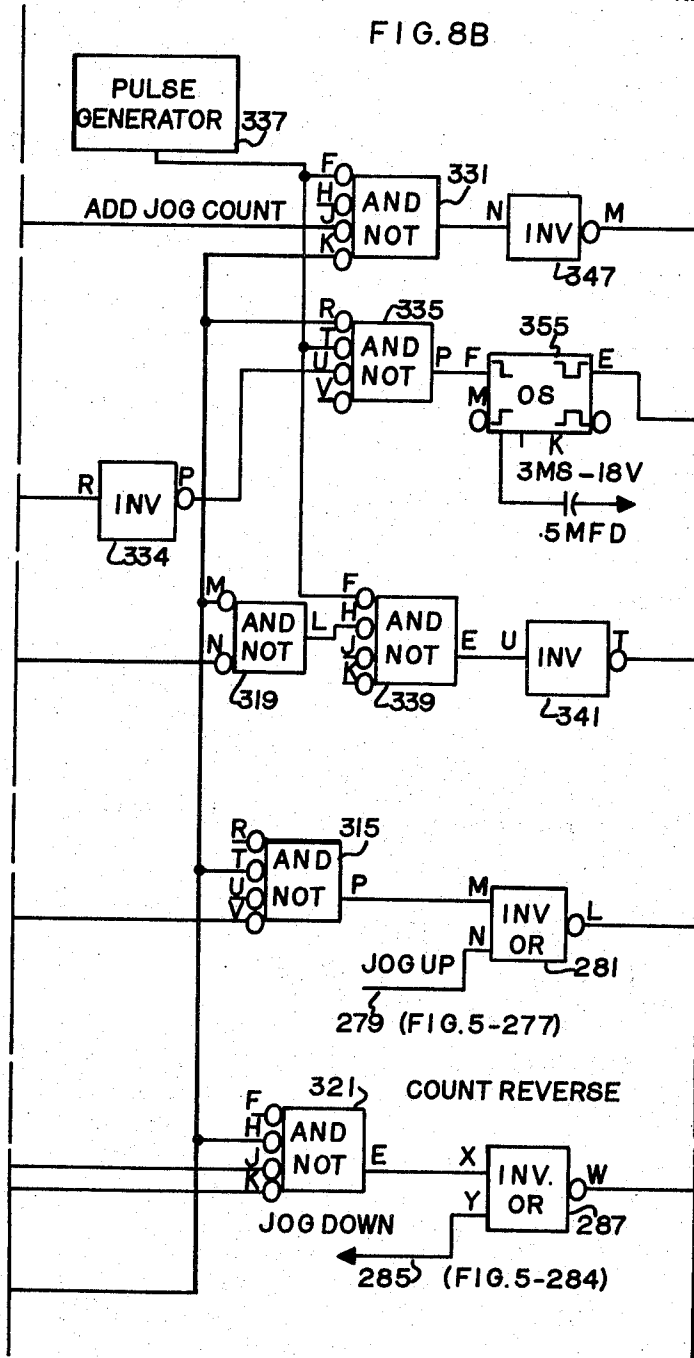 FIG.8B
PULSE
GENERATOR
337
ADD JOG COUNT
F
H
J
K
AND
NOT
331
N
INV
M
347
R
T
U
V
335
AND
NOT
P
F
M
355
OS
E
I K
3MS-18V
.5MFD
R
INV
P
334
M
N
AND
NOT
L
319
F
H
J
K
AND
NOT
339
E
U
INV
T
341
R
T
U
V
AND
NOT
315
P
M
N
INV
OR
L
281
JOG UP
279 (FIG.5-277)
321
COUNT REVERSE
F
H
J
K
AND
NOT
E
X
Y
INV.
OR
W
287
JOG DOWN
285 (FIG.5-284)